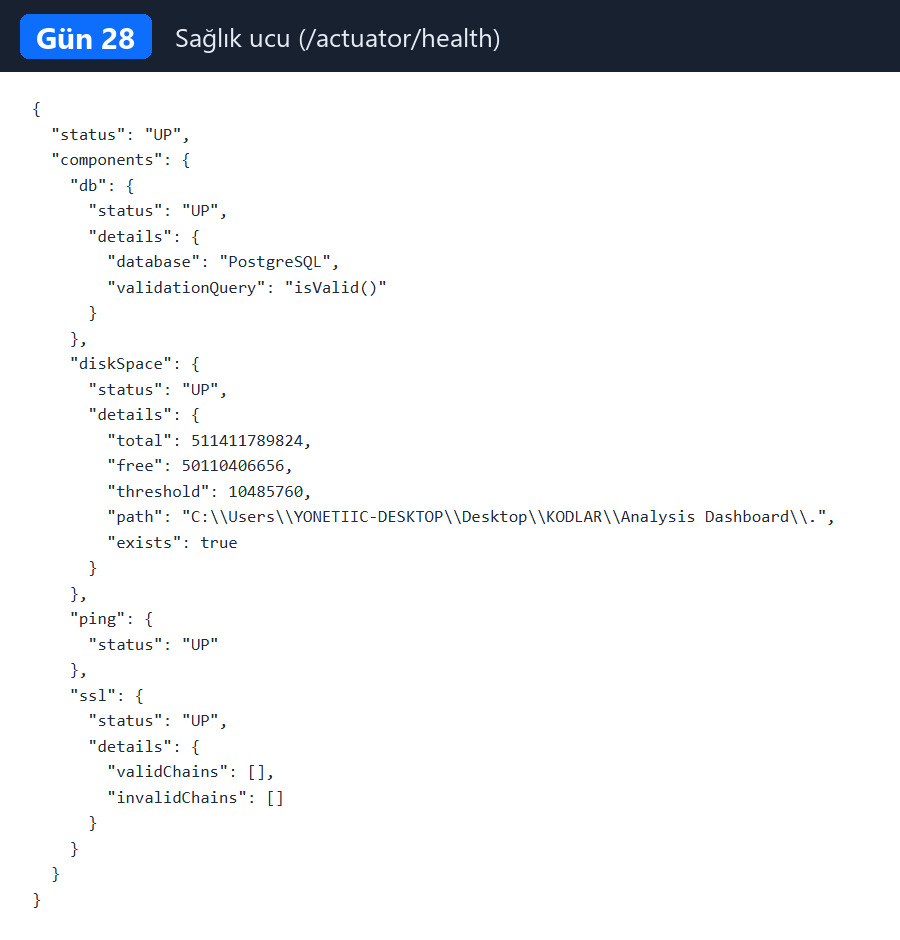 Gün 28 Sağlık ucu (/actuator/health)
{
  "status": "UP",
  "components": {
    "db": {
      "status": "UP",
      "details": {
        "database": "PostgreSQL",
        "validationQuery": "isValid()"
      }
    },
    "diskSpace": {
      "status": "UP",
      "details": {
        "total": 511411789824,
        "free": 50110406656,
        "threshold": 10485760,
        "path": "C:\\Users\\YONETIIC-DESKTOP\\Desktop\\KODLAR\\Analysis Dashboard\\.",
        "exists": true
      }
    },
    "ping": {
      "status": "UP"
    },
    "ssl": {
      "status": "UP",
      "details": {
        "validChains": [],
        "invalidChains": []
      }
    }
  }
}